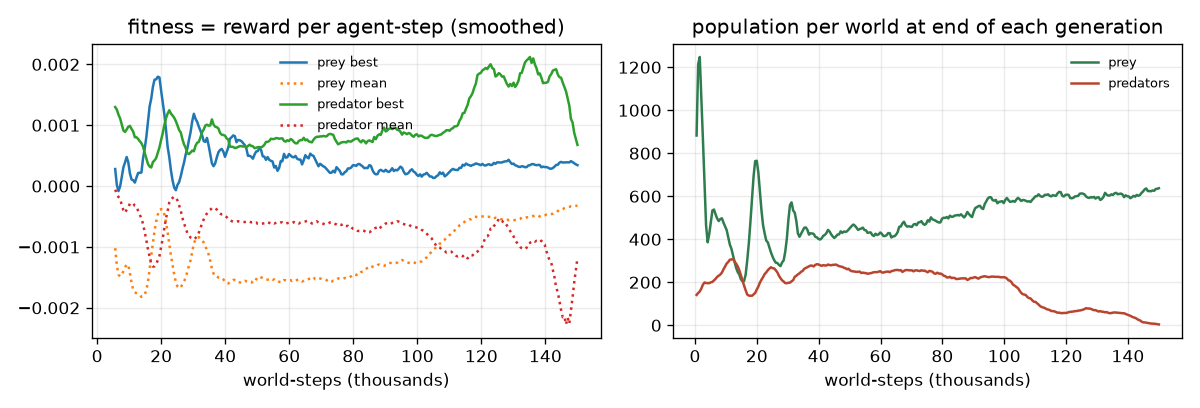 fitness = reward per agent-step (smoothed)
0.002
0.001
0.000
−0.001
−0.002
prey best
prey mean
predator best
predator mean
0 20 40 60 80 100 120 140
world-steps (thousands)
population per world at end of each generation
1200
1000
800
600
400
200
0
prey
predators
0 20 40 60 80 100 120 140
world-steps (thousands)